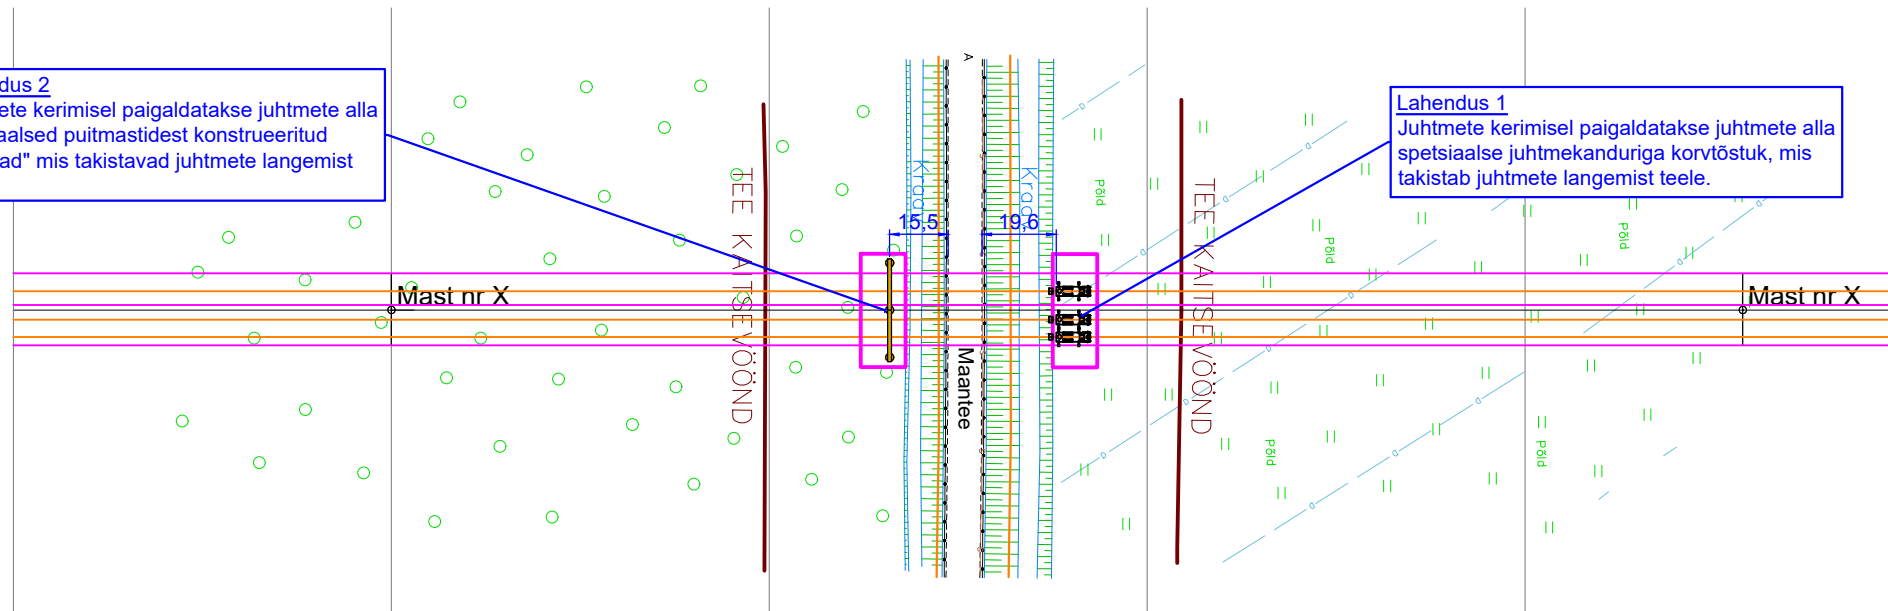 dus 2
ete kerimisel paigaldatakse juhtmete alla
aalsed puitmastidest konstrueeritud
ad" mis takistavad juhtmete langemist
Lahendus 1
Juhtmete kerimisel paigaldatakse juhtmete alla
spetsiaalse juhtmekanduriga korvtõstuk, mis
takistab juhtmete langemist teele.
A
Kraav
Kraav
15,5
19,6
TEE KAITSEVÖÖND
TEE KAITSEVÖÖND
Mast nr X
Mast nr X
Maantee
Põld
Põld
Põld
Põld
Põld